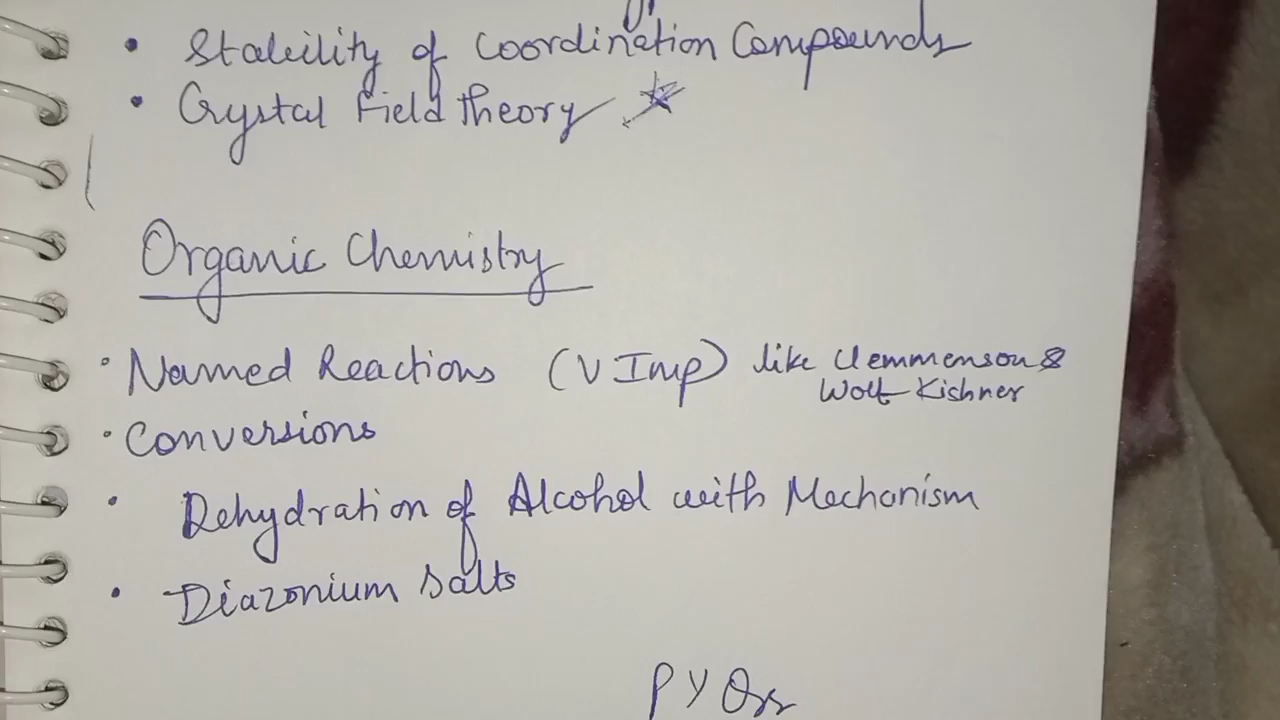 • Stability of Coordination Compounds
• Crystal Field Theory
Organic Chemistry
• Named Reactions (V Imp) like Clemmenson &
Wolf Kishner
• Conversions
• Dehydration of Alcohol with Mechanism
• Diazonium Salts
PYQss